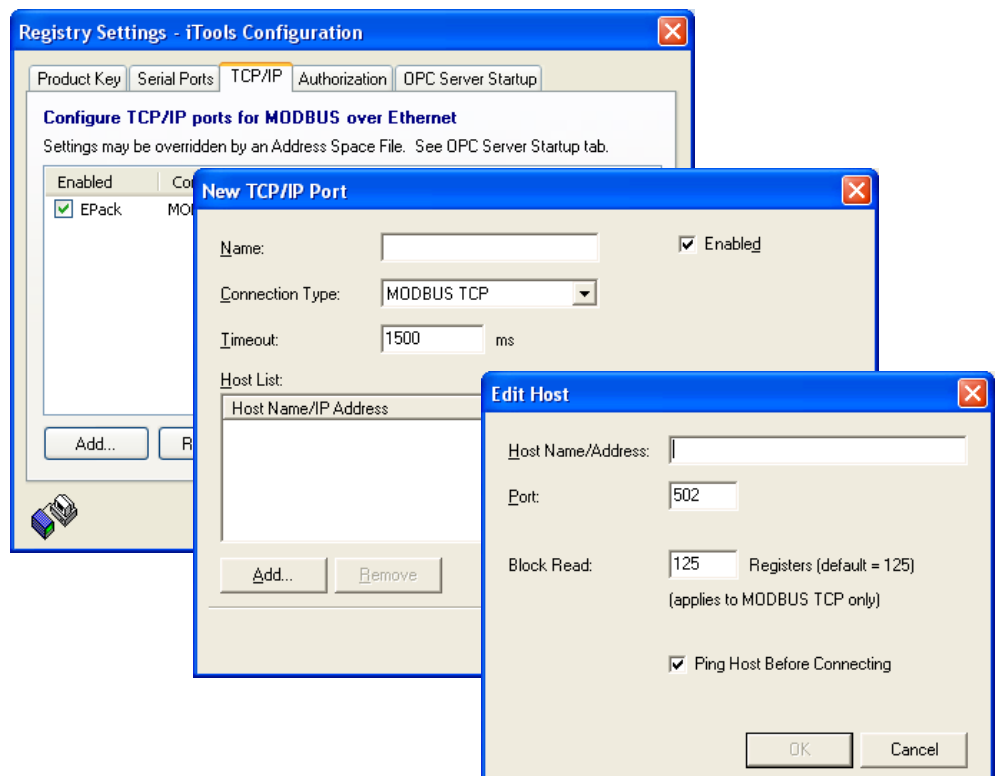 Registry Settings - iTools Configuration
Product Key Serial Ports TCP/IP Authorization OPC Server Startup
Configure TCP/IP ports for MODBUS over Ethernet
Settings may be overridden by an Address Space File. See OPC Server Startup tab.
Enabled
EPack
Add...
New TCP/IP Port
Name:
Enabled
Connection Type: MODBUS TCP
Timeout: 1500 ms
Host List:
Host Name/IP Address
Add... Remove
Edit Host
Host Name/Address:
Port: 502
Block Read: 125 Registers (default = 125)
(applies to MODBUS TCP only)
Ping Host Before Connecting
OK Cancel